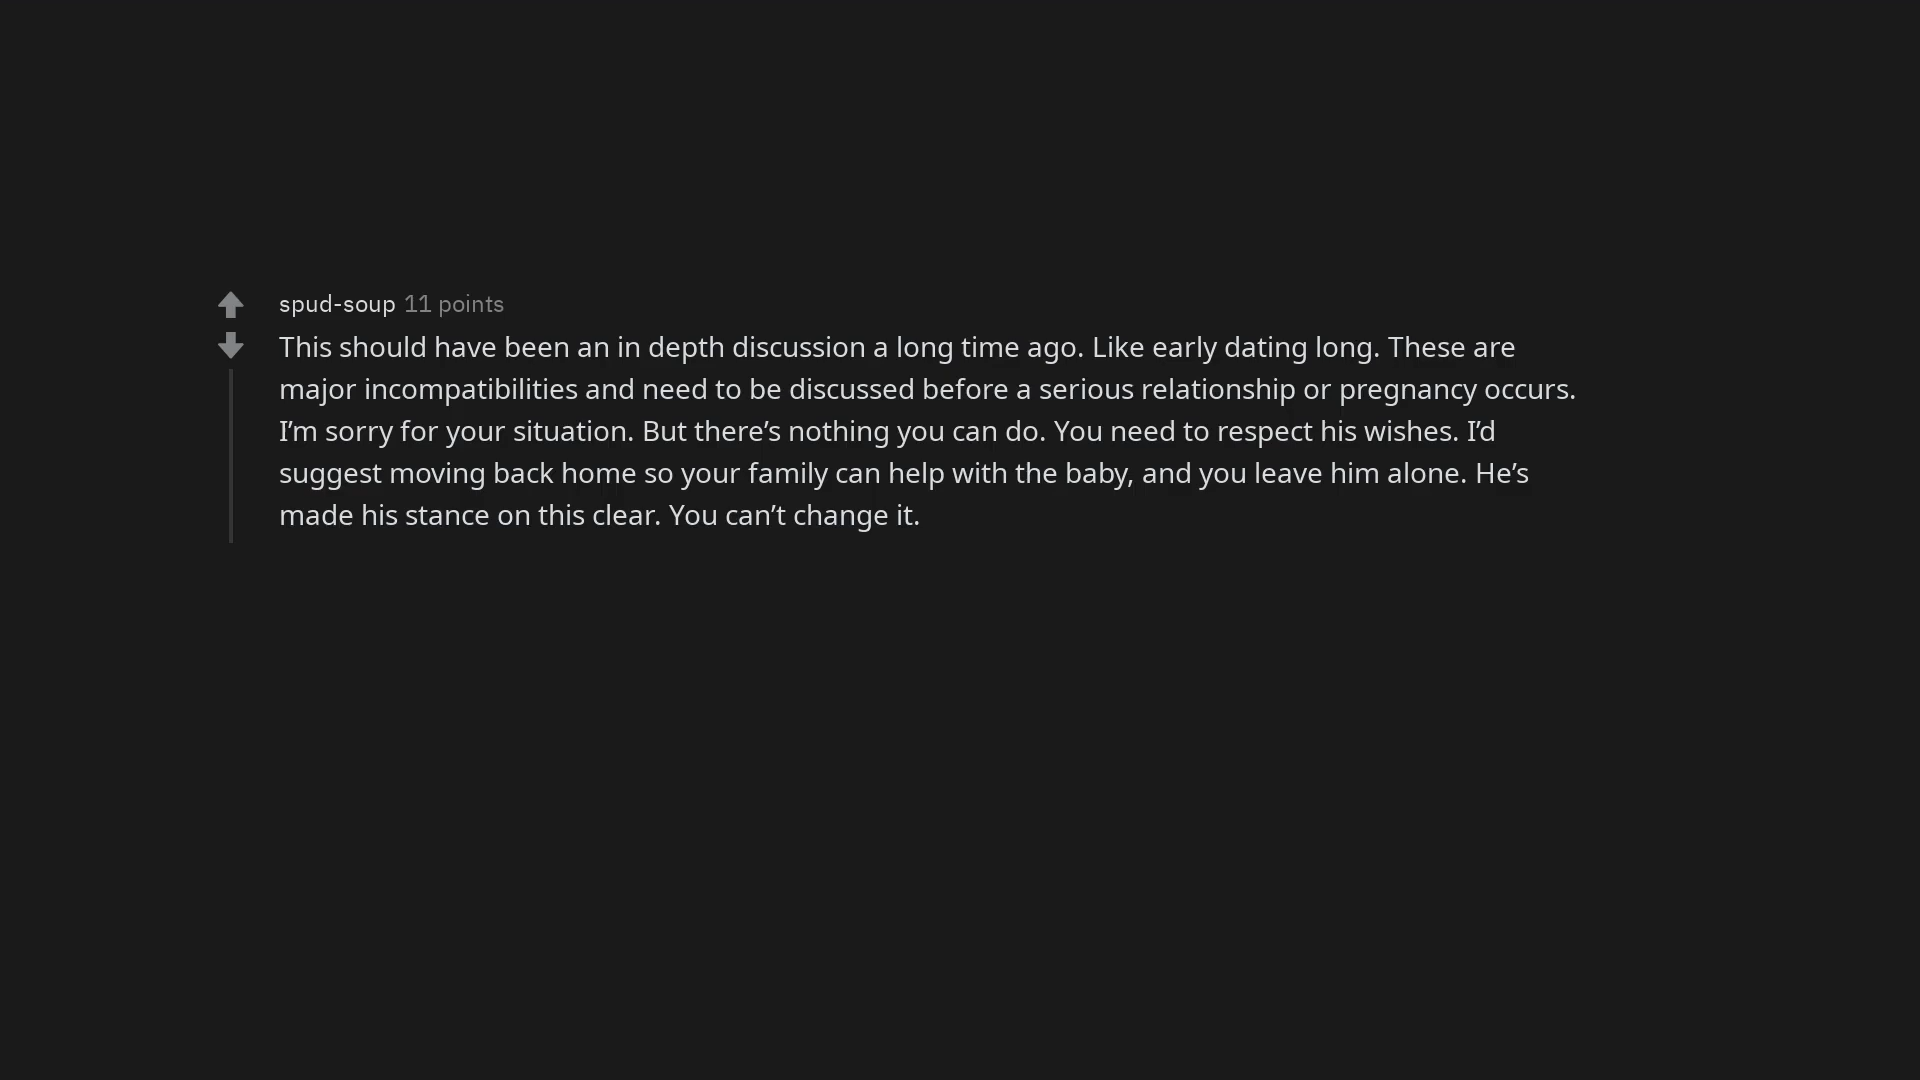 spud-soup 11 points
This should have been an in depth discussion a long time ago. Like early dating long. These are
major incompatibilities and need to be discussed before a serious relationship or pregnancy occurs.
I’m sorry for your situation. But there’s nothing you can do. You need to respect his wishes. I’d
suggest moving back home so your family can help with the baby, and you leave him alone. He’s
made his stance on this clear. You can’t change it.